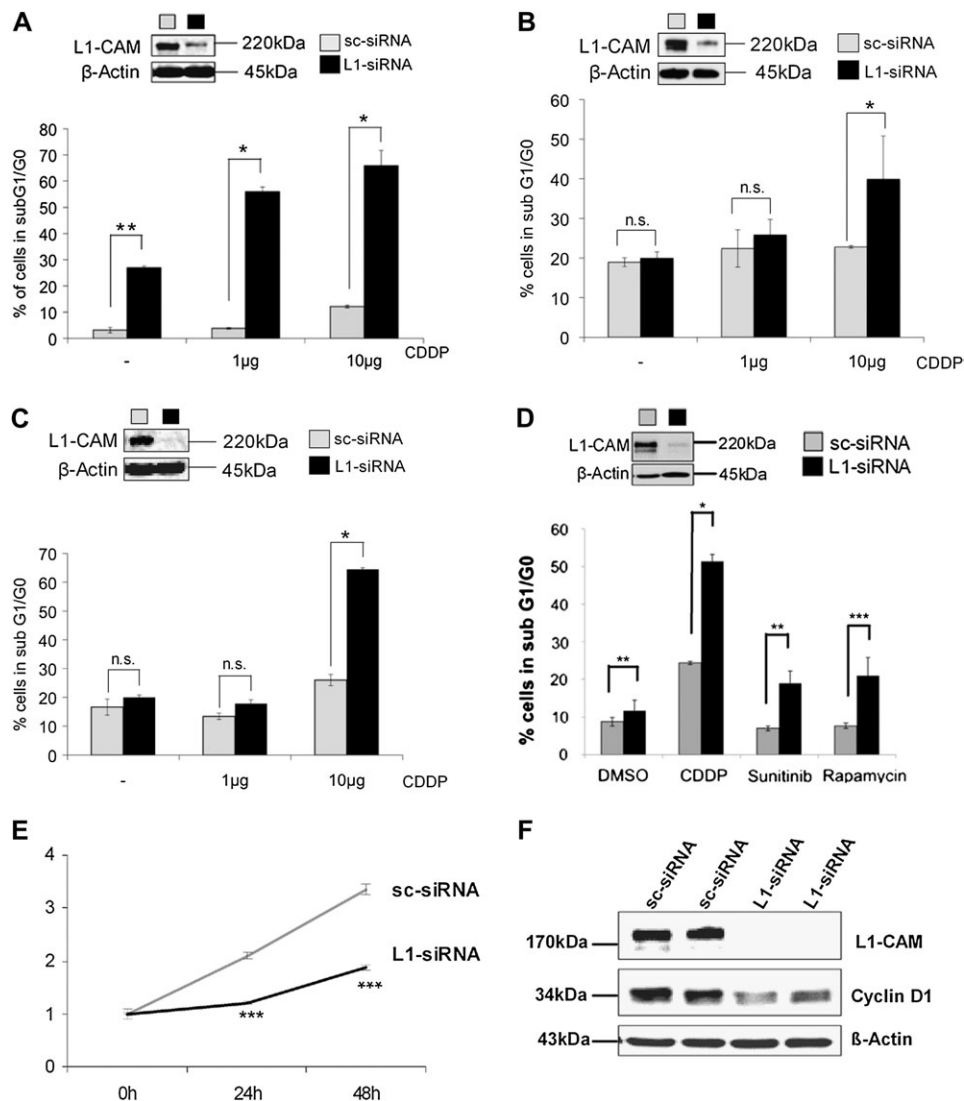 A
L1-CAM
220kDa
β-Actin
45kDa
sc-siRNA
L1-siRNA
% of cells in subG1/G0
80
70
60
50
40
30
20
10
0
**
*
*
-
1μg
10μg
CDDP
B
L1-CAM
220kDa
β-Actin
45kDa
sc-siRNA
L1-siRNA
% cells in sub G1/G0
60
50
40
30
20
10
0
n.s.
n.s.
*
-
1μg
10μg
CDDP
C
L1-CAM
220kDa
β-Actin
45kDa
sc-siRNA
L1-siRNA
% cells in sub G1/G0
70
60
50
40
30
20
10
0
n.s.
n.s.
*
-
1μg
10μg
CDDP
D
L1-CAM
220kDa
β-Actin
45kDa
sc-siRNA
L1-siRNA
% cells in sub G1/G0
60
50
40
30
20
10
0
**
*
**
***
DMSO
CDDP
Sunitinib
Rapamycin
E
4
3
2
1
0
sc-siRNA
L1-siRNA
***
***
0h
24h
48h
F
sc-siRNA
sc-siRNA
L1-siRNA
L1-siRNA
170kDa
L1-CAM
34kDa
Cyclin D1
43kDa
ß-Actin